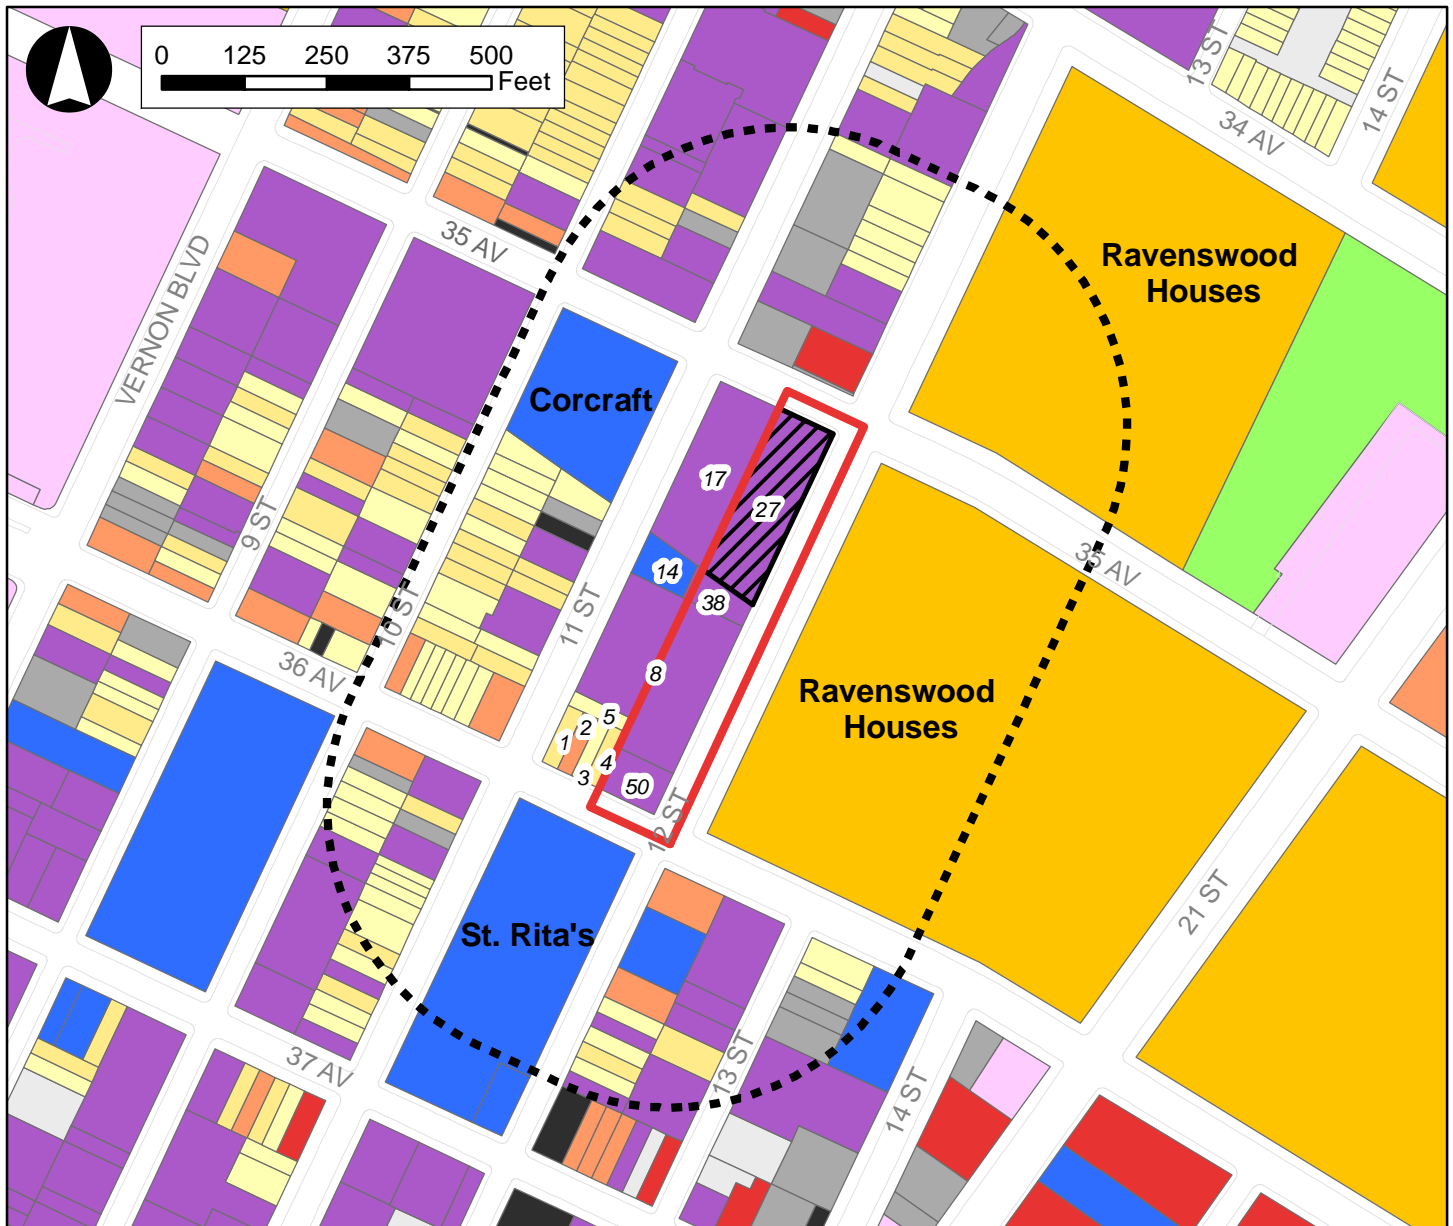 0 125 250 375 500
Feet
13 ST
14 ST
34 AV
35 AV
VERNON BLVD
Ravenswood
Houses
Corcraft
17
27
9 ST
35 AV
14
38
10 ST
11 ST
36 AV
8
Ravenswood
Houses
5
2
1
4
3
50
12 ST
21 ST
St. Rita's
37 AV
13 ST
14 ST